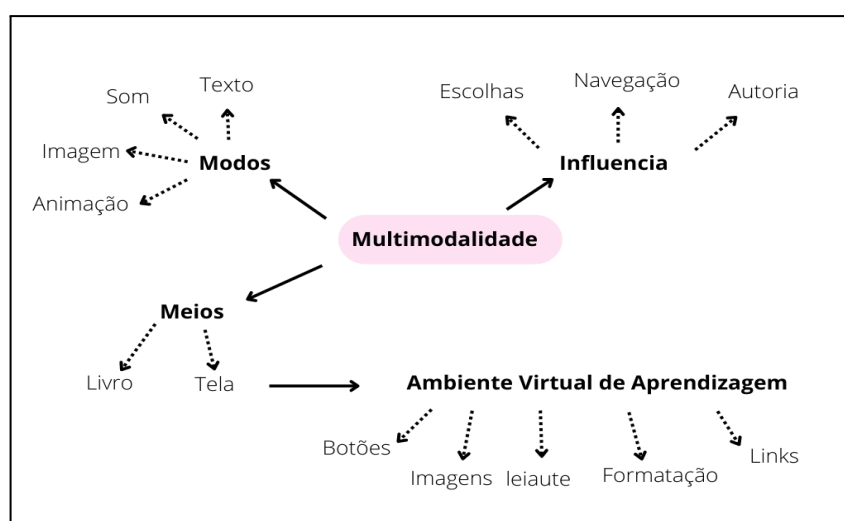 Texto
Som
Imagem
Animação
Modos
Escolhas
Navegação
Autoria
Influencia
Multimodalidade
Meios
Livro
Tela
Ambiente Virtual de Aprendizagem
Botões
Imagens
leiaute
Formatação
Links